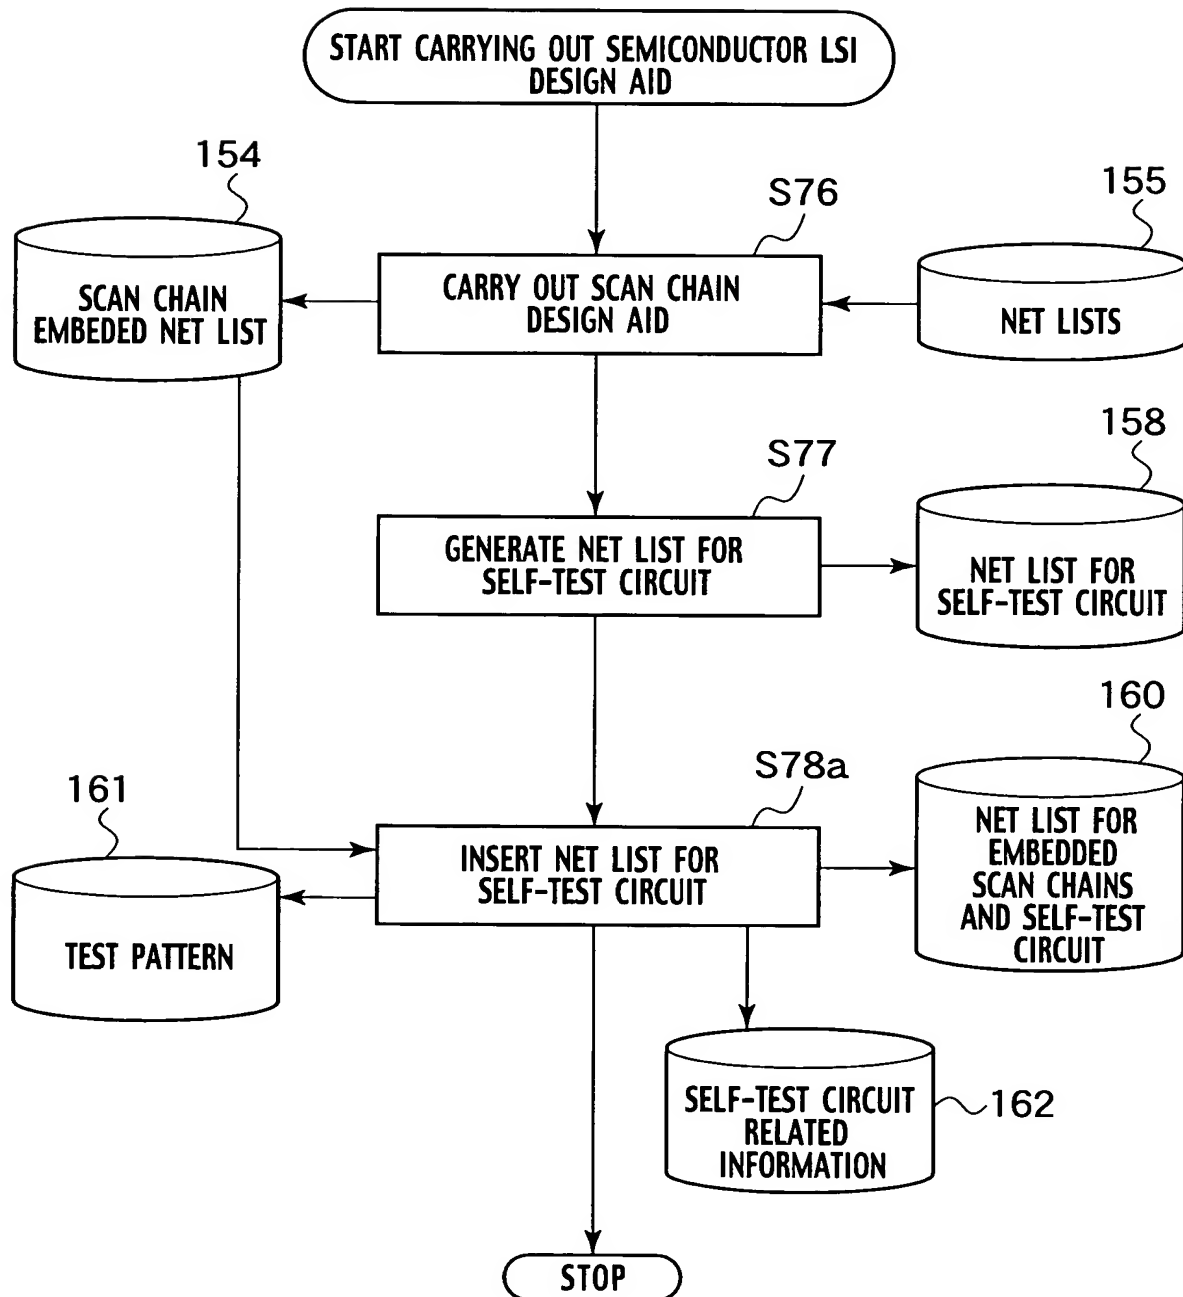 START CARRYING OUT SEMICONDUCTOR LSI
DESIGN AID
154
S76
155
SCAN CHAIN
EMBEDED NET LIST
CARRY OUT SCAN CHAIN
DESIGN AID
NET LISTS
S77
158
GENERATE NET LIST FOR
SELF-TEST CIRCUIT
NET LIST FOR
SELF-TEST CIRCUIT
160
S78a
161
INSERT NET LIST FOR
SELF-TEST CIRCUIT
NET LIST FOR
EMBEDDED
SCAN CHAINS
AND SELF-TEST
CIRCUIT
TEST PATTERN
SELF-TEST CIRCUIT
RELATED
INFORMATION
162
STOP